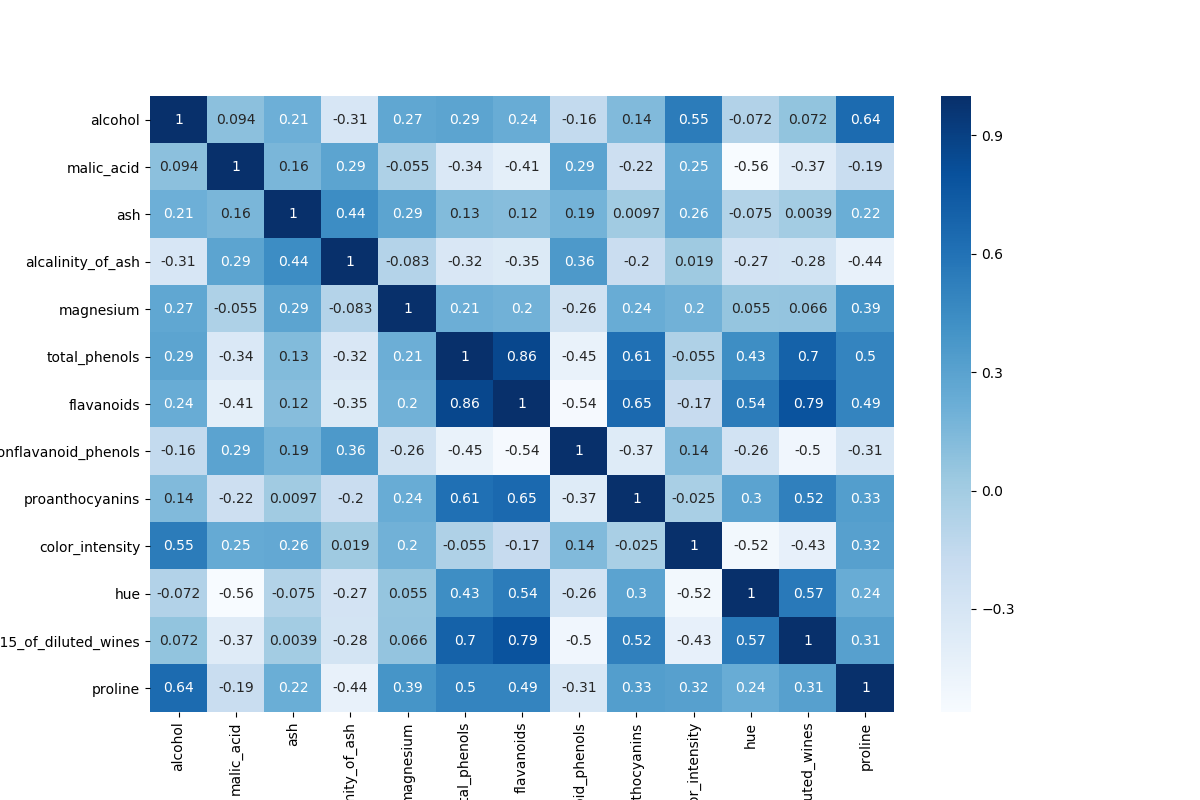 alcohol 1 0.094 0.21 -0.31 0.27 0.29 0.24 -0.16 0.14 0.55 -0.072 0.072 0.64
malic_acid 0.094 1 0.16 0.29 -0.055 -0.34 -0.41 0.29 -0.22 0.25 -0.56 -0.37 -0.19
ash 0.21 0.16 1 0.44 0.29 0.13 0.12 0.19 0.0097 0.26 -0.075 0.0039 0.22
alcalinity_of_ash -0.31 0.29 0.44 1 -0.083 -0.32 -0.35 0.36 -0.2 0.019 -0.27 -0.28 -0.44
magnesium 0.27 -0.055 0.29 -0.083 1 0.21 0.2 -0.26 0.24 0.2 0.055 0.066 0.39
total_phenols 0.29 -0.34 0.13 -0.32 0.21 1 0.86 -0.45 0.61 -0.055 0.43 0.7 0.5
flavanoids 0.24 -0.41 0.12 -0.35 0.2 0.86 1 -0.54 0.65 -0.17 0.54 0.79 0.49
onflavanoid_phenols -0.16 0.29 0.19 0.36 -0.26 -0.45 -0.54 1 -0.37 0.14 -0.26 -0.5 -0.31
proanthocyanins 0.14 -0.22 0.0097 -0.2 0.24 0.61 0.65 -0.37 1 -0.025 0.3 0.52 0.33
color_intensity 0.55 0.25 0.26 0.019 0.2 -0.055 -0.17 0.14 -0.025 1 -0.52 -0.43 0.32
hue -0.072 -0.56 -0.075 -0.27 0.055 0.43 0.54 -0.26 0.3 -0.52 1 0.57 0.24
15_of_diluted_wines 0.072 -0.37 0.0039 -0.28 0.066 0.7 0.79 -0.5 0.52 -0.43 0.57 1 0.31
proline 0.64 -0.19 0.22 -0.44 0.39 0.5 0.49 -0.31 0.33 0.32 0.24 0.31 1
alcohol
malic_acid
ash
nity_of_ash
magnesium
tal_phenols
flavanoids
oid_phenols
thocyanins
or_intensity
hue
uted_wines
proline
0.9
0.6
0.3
0.0
−0.3